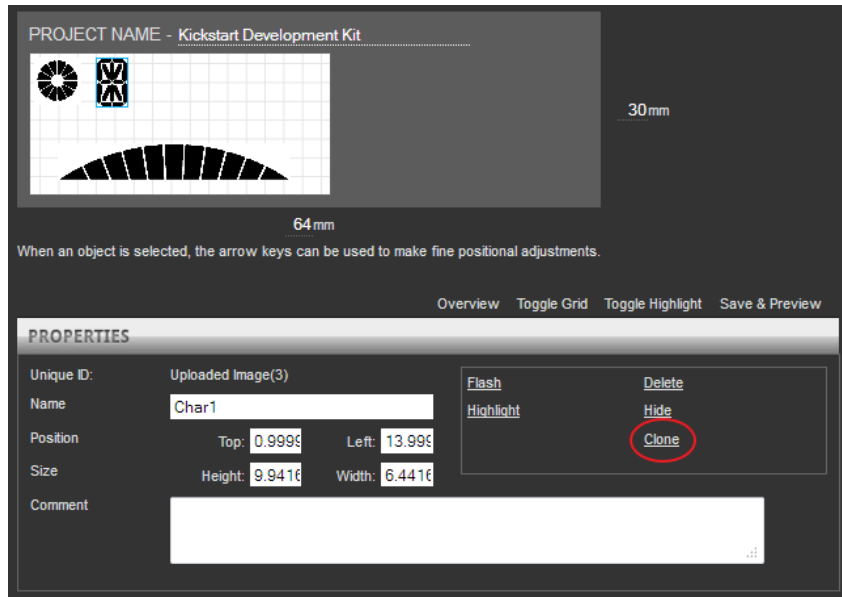 PROJECT NAME - Kickstart Development Kit
30mm
64mm
When an object is selected, the arrow keys can be used to make fine positional adjustments.
Overview Toggle Grid Toggle Highlight Save & Preview
PROPERTIES
Unique ID: Uploaded Image(3)
Flash Delete
Name Char1
Highlight Hide
Position Top: 0.9999 Left: 13.999
Clone
Size Height: 9.9416 Width: 6.4416
Comment